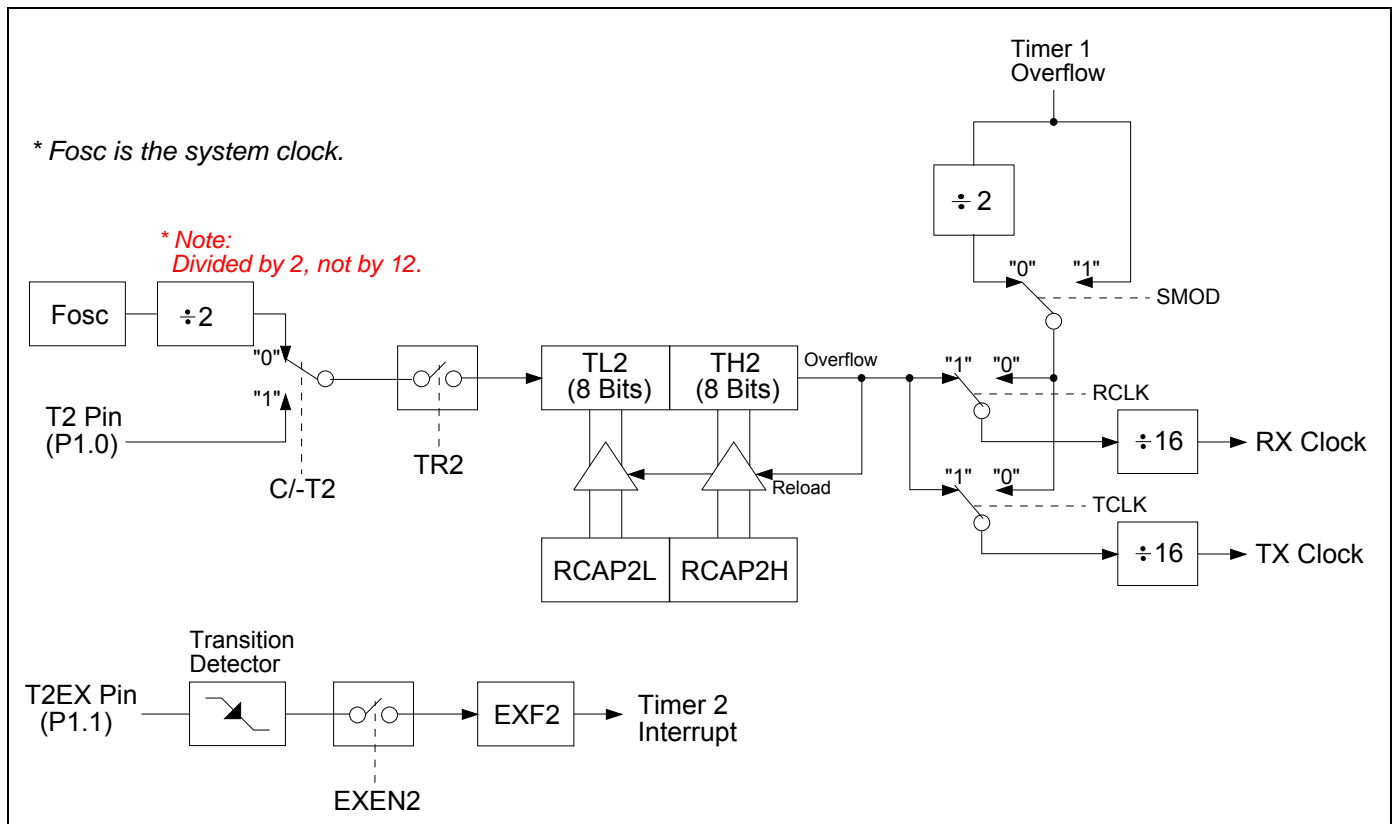 Timer 1
Overflow
* Fosc is the system clock.
÷ 2
* Note:
Divided by 2, not by 12.
"0"
"1"
SMOD
Fosc
÷2
"0"
"1"
T2 Pin
(P1.0)
C/-T2
TR2
TL2
(8 Bits)
TH2
(8 Bits)
Overflow
"1"
"0"
RCLK
÷16
RX Clock
Reload
"1"
"0"
TCLK
÷16
TX Clock
RCAP2L
RCAP2H
Transition
Detector
T2EX Pin
(P1.1)
EXF2
Timer 2
Interrupt
EXEN2